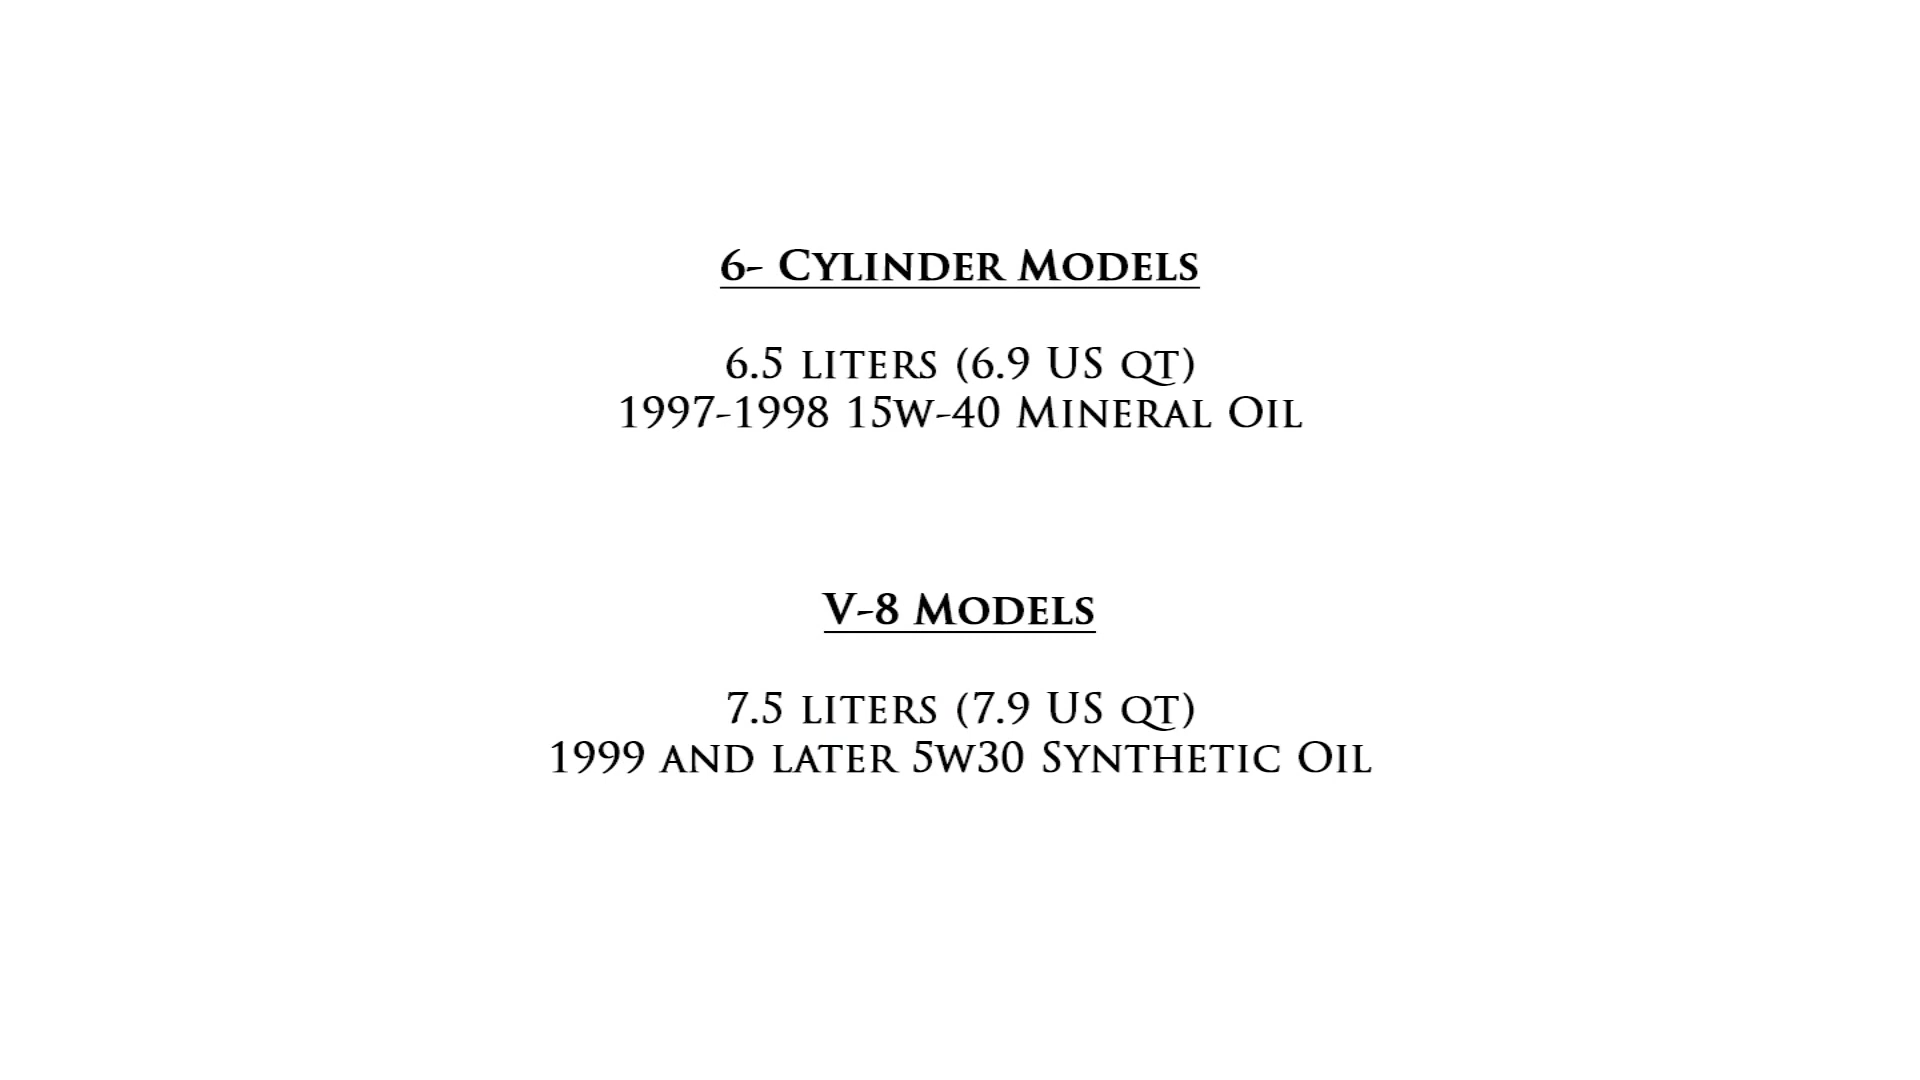 6- Cylinder Models
6.5 liters (6.9 US qt)
1997-1998 15w-40 Mineral Oil
V-8 Models
7.5 liters (7.9 US qt)
1999 and later 5w30 Synthetic Oil